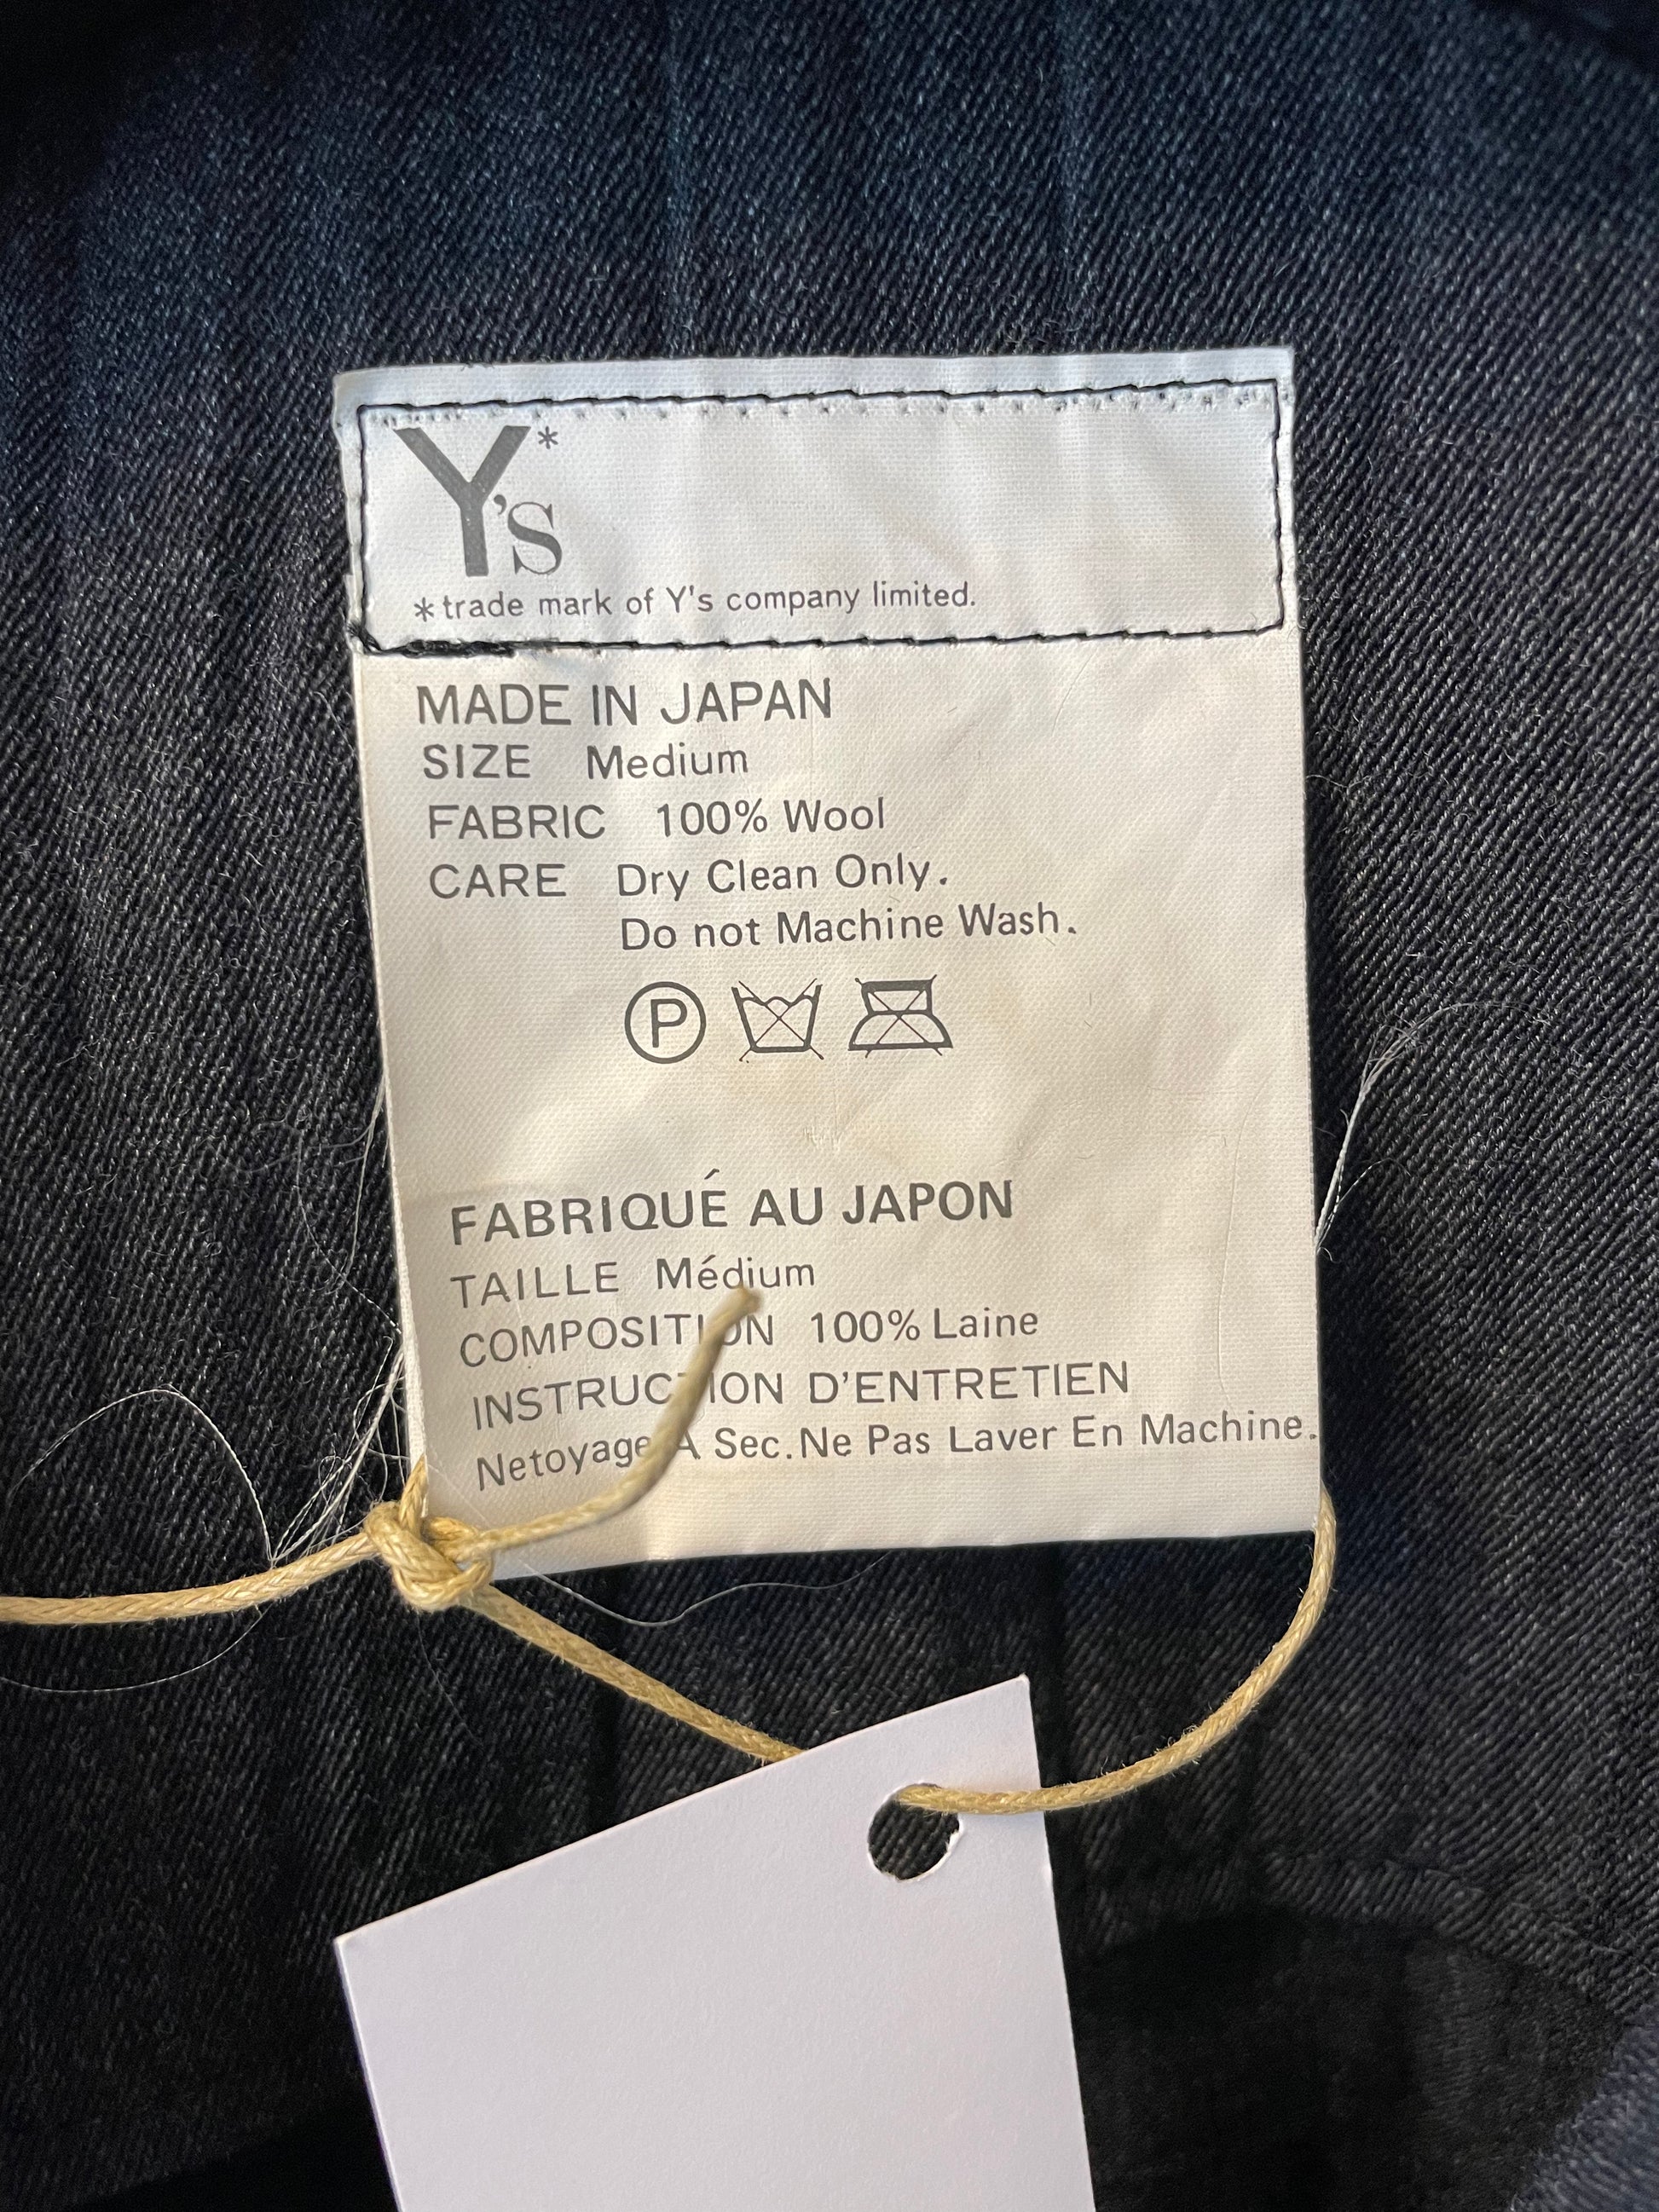 Y's*
*trade mark of Y's company limited.
MADE IN JAPAN
SIZE Medium
FABRIC 100% Wool
CARE Dry Clean Only.
Do not Machine Wash.
P
FABRIQUÉ AU JAPON
TAILLE Médium
COMPOSITION 100% Laine
INSTRUCTION D'ENTRETIEN
Netoyage A Sec.Ne Pas Laver En Machine.